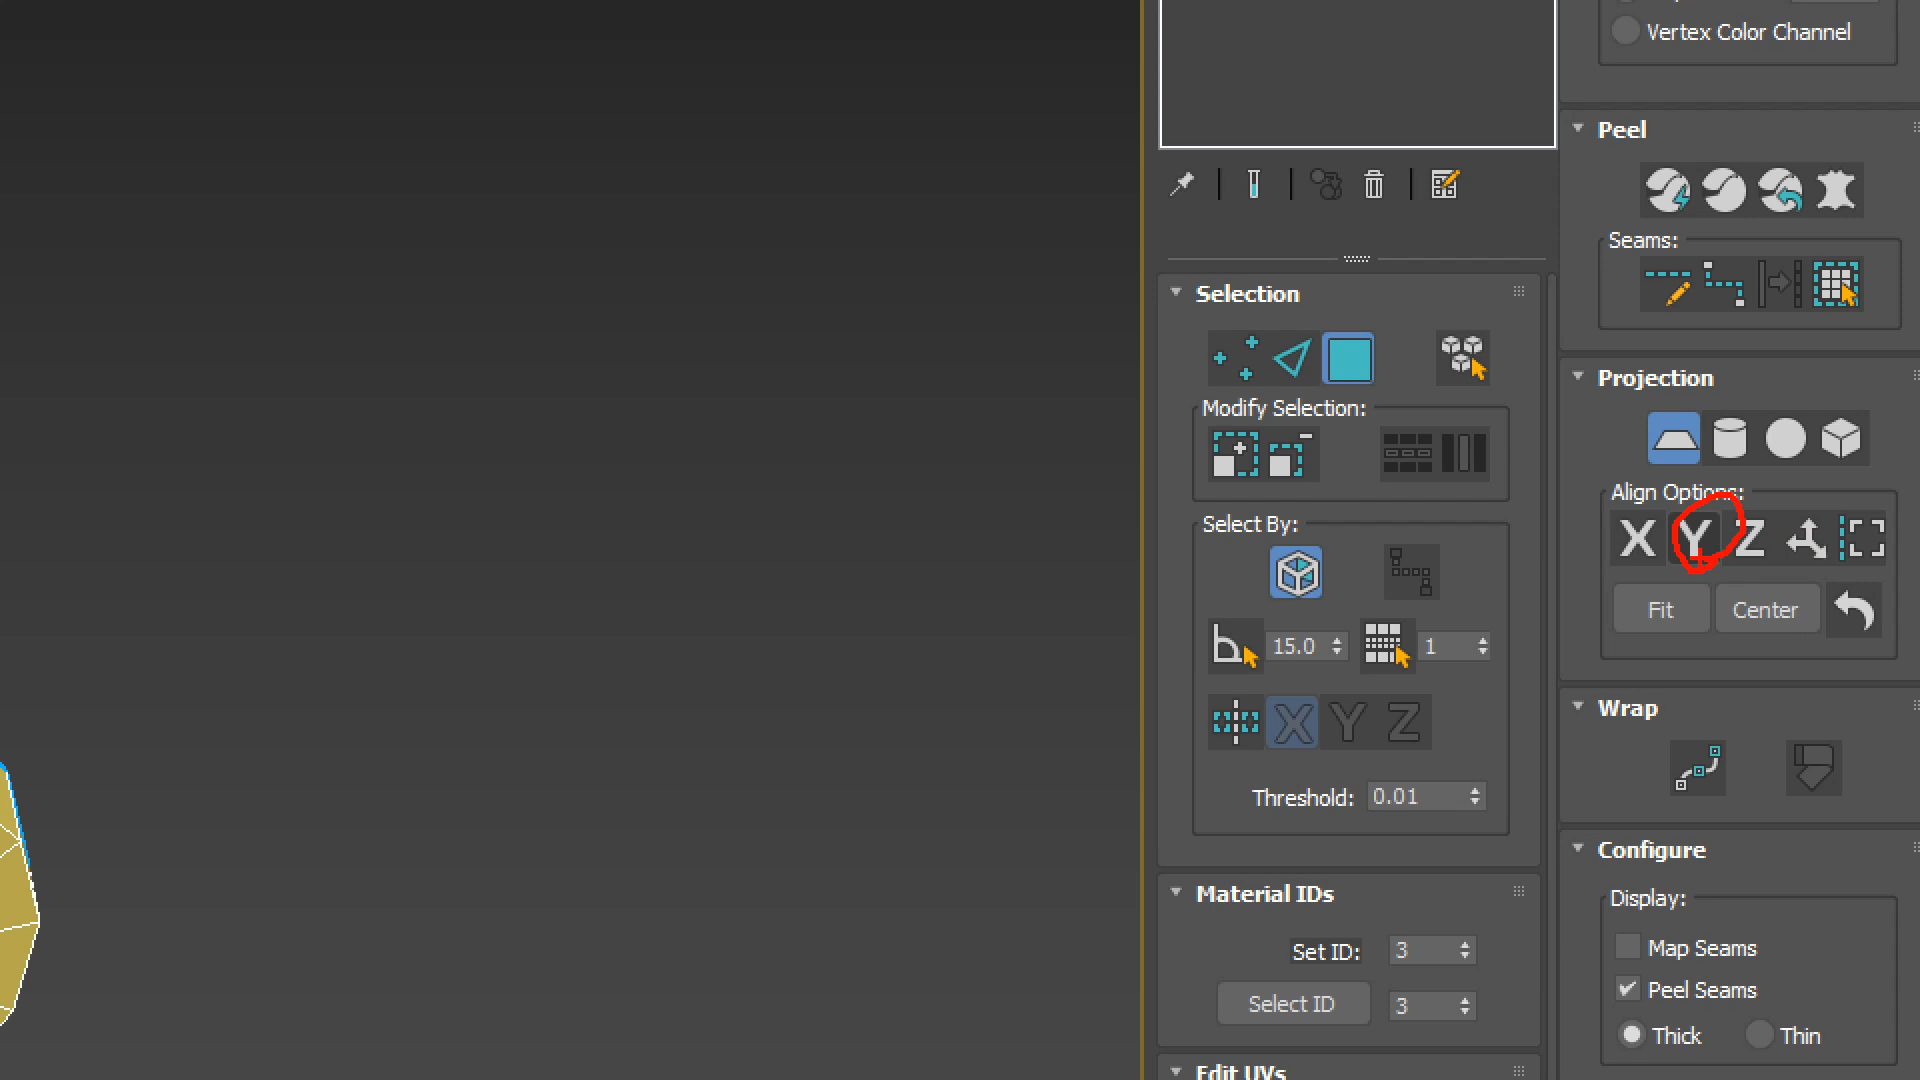 Vertex Color Channel
Peel
Seams:
Selection
Modify Selection:
Select By:
15.0
1
X Y Z
Threshold: 0.01
Material IDs
Set ID: 3
Select ID 3
Edit UVs
Projection
Align Options:
X Y Z
Fit Center
Wrap
Configure
Display:
Map Seams
Peel Seams
Thick Thin